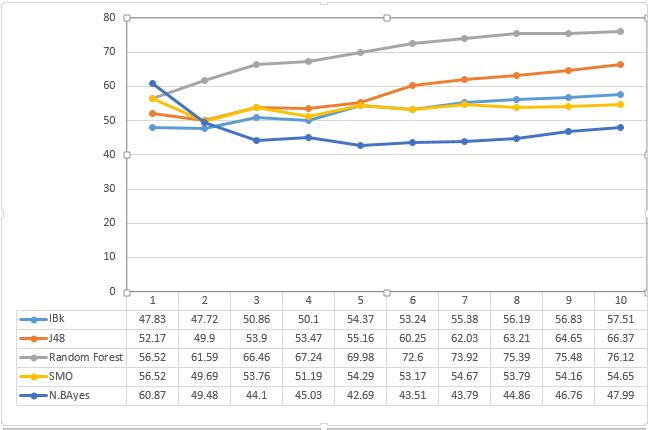 80
70
60
50
40
30
20
10
0
1 2 3 4 5 6 7 8 9 10
IBk 47.83 47.72 50.86 50.1 54.37 53.24 55.38 56.19 56.83 57.51
J48 52.17 49.9 53.9 53.47 55.16 60.25 62.03 63.21 64.65 66.37
Random Forest 56.52 61.59 66.46 67.24 69.98 72.6 73.92 75.39 75.48 76.12
SMO 56.52 49.69 53.76 51.19 54.29 53.17 54.67 53.79 54.16 54.65
N.BAyes 60.87 49.48 44.1 45.03 42.69 43.51 43.79 44.86 46.76 47.99